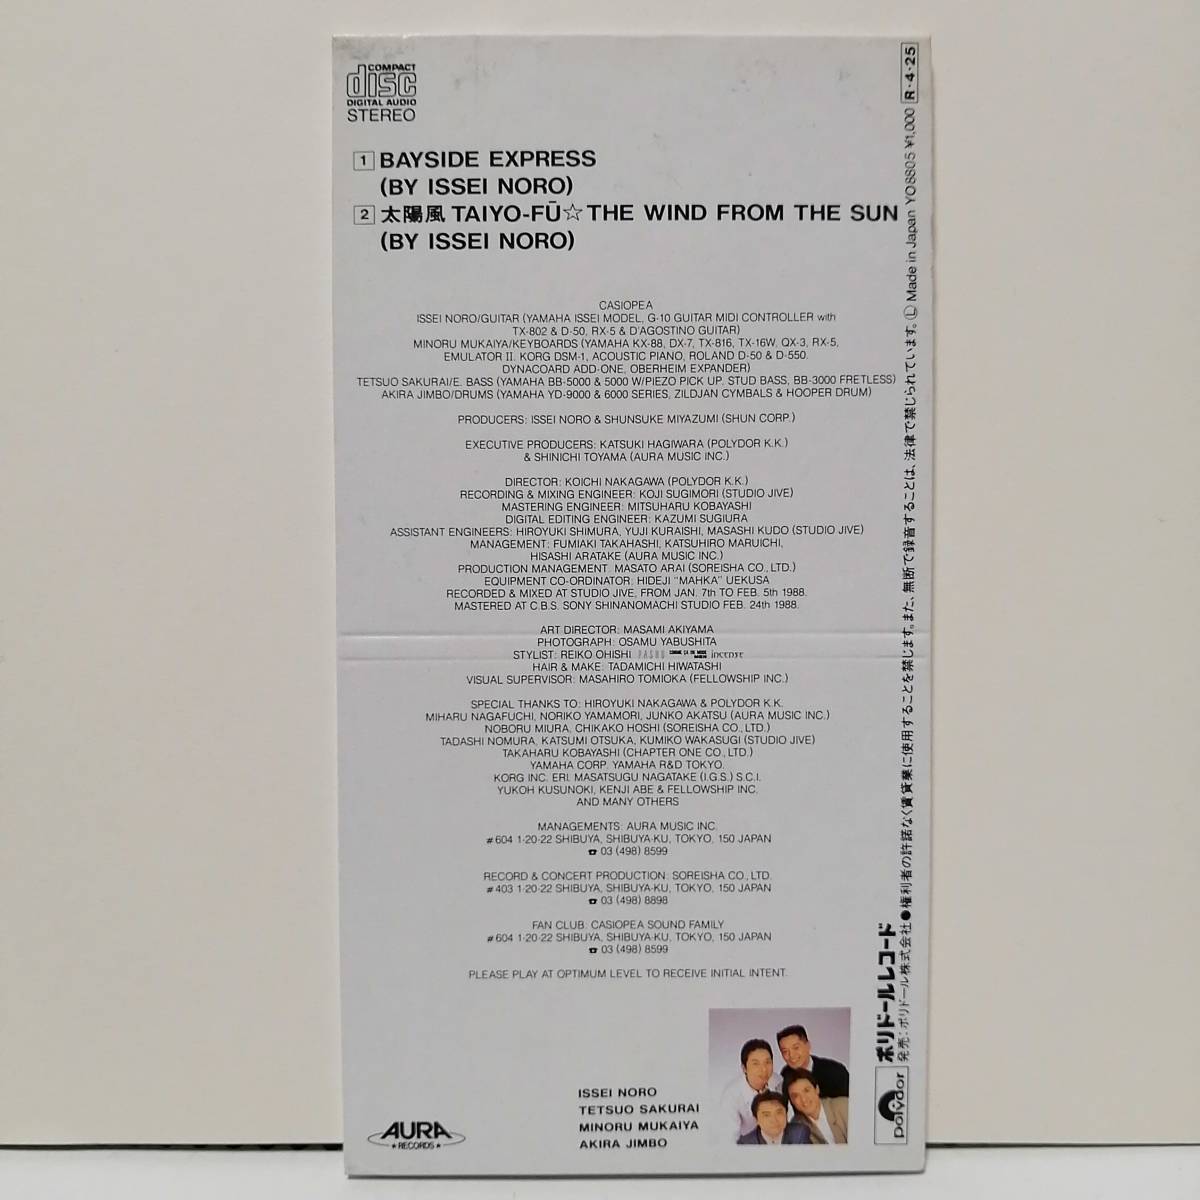 COMPACT
disc
DIGITAL AUDIO
STEREO
1 BAYSIDE EXPRESS
(BY ISSEI NORO)
2 太陽風 TAIYO-FŪ☆THE WIND FROM THE SUN
(BY ISSEI NORO)
CASIOPEA
ISSEI NORO/GUITAR (YAMAHA ISSEI MODEL, G-10 GUITAR MIDI CONTROLLER with
TX-802 & D-50, RX-5 & D'AGOSTINO GUITAR)
MINORU MUKAIYA/KEYBOARDS (YAMAHA KX-88, DX-7, TX-816, TX-16W, QX-3, RX-5,
EMULATOR II. KORG DSM-1, ACOUSTIC PIANO, ROLAND D-50 & D-550.
DYNACOARD ADD-ONE, OBERHEIM EXPANDER)
TETSUO SAKURAI/E. BASS (YAMAHA BB-5000 & 5000 W/PIEZO PICK UP, STUD BASS, BB-3000 FRETLESS)
AKIRA JIMBO/DRUMS (YAMAHA YD-9000 & 6000 SERIES, ZILDJAN CYMBALS & HOOPER DRUM)
PRODUCERS: ISSEI NORO & SHUNSUKE MIYAZUMI (SHUN CORP.)
EXECUTIVE PRODUCERS: KATSUKI HAGIWARA (POLYDOR K.K.)
& SHINICHI TOYAMA (AURA MUSIC INC.)
DIRECTOR: KOICHI NAKAGAWA (POLYDOR K.K.)
RECORDING & MIXING ENGINEER: KOJI SUGIMORI (STUDIO JIVE)
MASTERING ENGINEER: MITSUHARU KOBAYASHI
DIGITAL EDITING ENGINEER: KAZUMI SUGIURA
ASSISTANT ENGINEERS: HIROYUKI SHIMURA, YUJI KURAISHI, MASASHI KUDO (STUDIO JIVE)
MANAGEMENT: FUMIAKI TAKAHASHI, KATSUHIRO MARUICHI,
HISASHI ARATAKE (AURA MUSIC INC.)
PRODUCTION MANAGEMENT: MASATO ARAI (SOREISHA CO., LTD.)
EQUIPMENT CO-ORDINATOR: HIDEJI "MAHKA" UEKUSA
RECORDED & MIXED AT STUDIO JIVE, FROM JAN. 7th TO FEB. 5th 1988.
MASTERED AT C.B.S. SONY SHINANOMACHI STUDIO FEB. 24th 1988.
ART DIRECTOR: MASAMI AKIYAMA
PHOTOGRAPH: OSAMU YABUSHITA
STYLIST: REIKO OHISHI PASHU COMME ÇA DU MODE incense
HAIR & MAKE: TADAMICHI HIWATASHI
VISUAL SUPERVISOR: MASAHIRO TOMIOKA (FELLOWSHIP INC.)
SPECIAL THANKS TO: HIROYUKI NAKAGAWA & POLYDOR K.K.
MIHARU NAGAFUCHI, NORIKO YAMAMORI, JUNKO AKATSU (AURA MUSIC INC.)
NOBORU MIURA, CHIKAKO HOSHI (SOREISHA CO., LTD.)
TADASHI NOMURA, KATSUMI OTSUKA, KUMIKO WAKASUGI (STUDIO JIVE)
TAKAHARU KOBAYASHI (CHAPTER ONE CO., LTD.)
YAMAHA CORP. YAMAHA R&D TOKYO.
KORG INC. ERI. MASATSUGU NAGATAKE (I.G.S.) S.C.I.
YUKOH KUSUNOKI, KENJI ABE & FELLOWSHIP INC.
AND MANY OTHERS
MANAGEMENTS: AURA MUSIC INC.
#604 1-20-22 SHIBUYA, SHIBUYA-KU, TOKYO, 150 JAPAN
☎ 03 (498) 8599
RECORD & CONCERT PRODUCTION: SOREISHA CO., LTD.
#403 1-20-22 SHIBUYA, SHIBUYA-KU, TOKYO, 150 JAPAN
☎ 03 (498) 8898
FAN CLUB: CASIOPEA SOUND FAMILY
#604 1-20-22 SHIBUYA, SHIBUYA-KU, TOKYO, 150 JAPAN
☎ 03 (498) 8599
PLEASE PLAY AT OPTIMUM LEVEL TO RECEIVE INITIAL INTENT.
ISSEI NORO
TETSUO SAKURAI
MINORU MUKAIYA
AKIRA JIMBO
AURA
★RECORDS★
polydor
ポリドールレコード
発売：ポリドール株式会社●権利者の許諾なく賃貸業に使用することを禁じます。また、無断で録音することは、法律で禁じられています。Ⓛ Made in Japan YO8805 ¥1,000 R・4・25